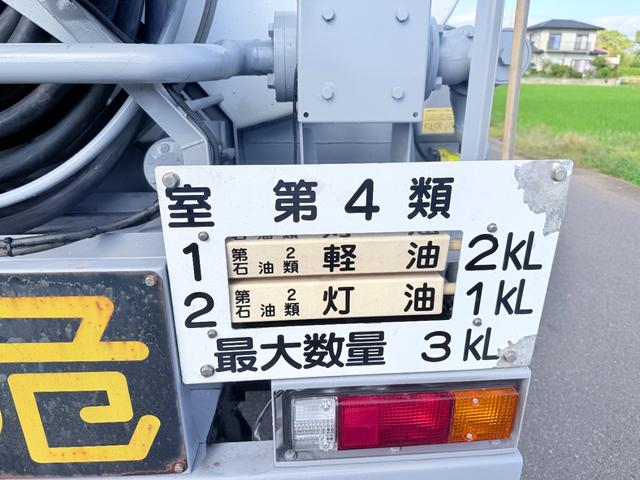 室 第4類
1 第2石油類 軽油 2KL
2 第2石油類 灯油 1KL
最大数量 3KL
危